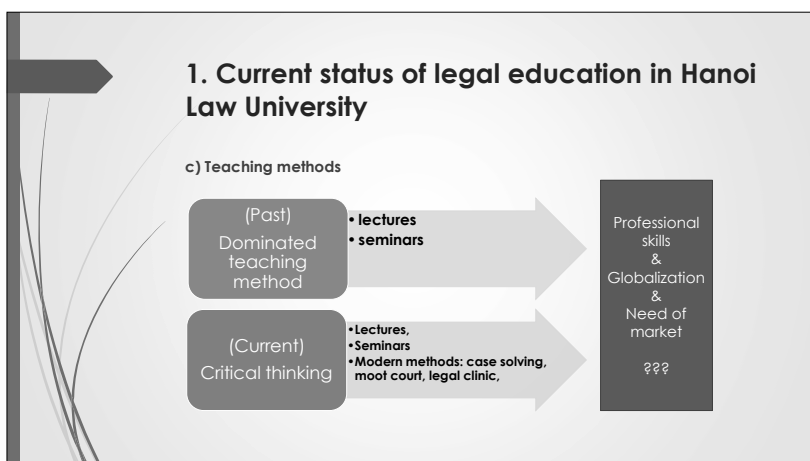 1. Current status of legal education in Hanoi
Law University
c) Teaching methods
(Past)
Dominated
teaching
method
• lectures
• seminars
(Current)
Critical thinking
•Lectures,
•Seminars
•Modern methods: case solving,
moot court, legal clinic,
Professional
skills
&
Globalization
&
Need of
market
???